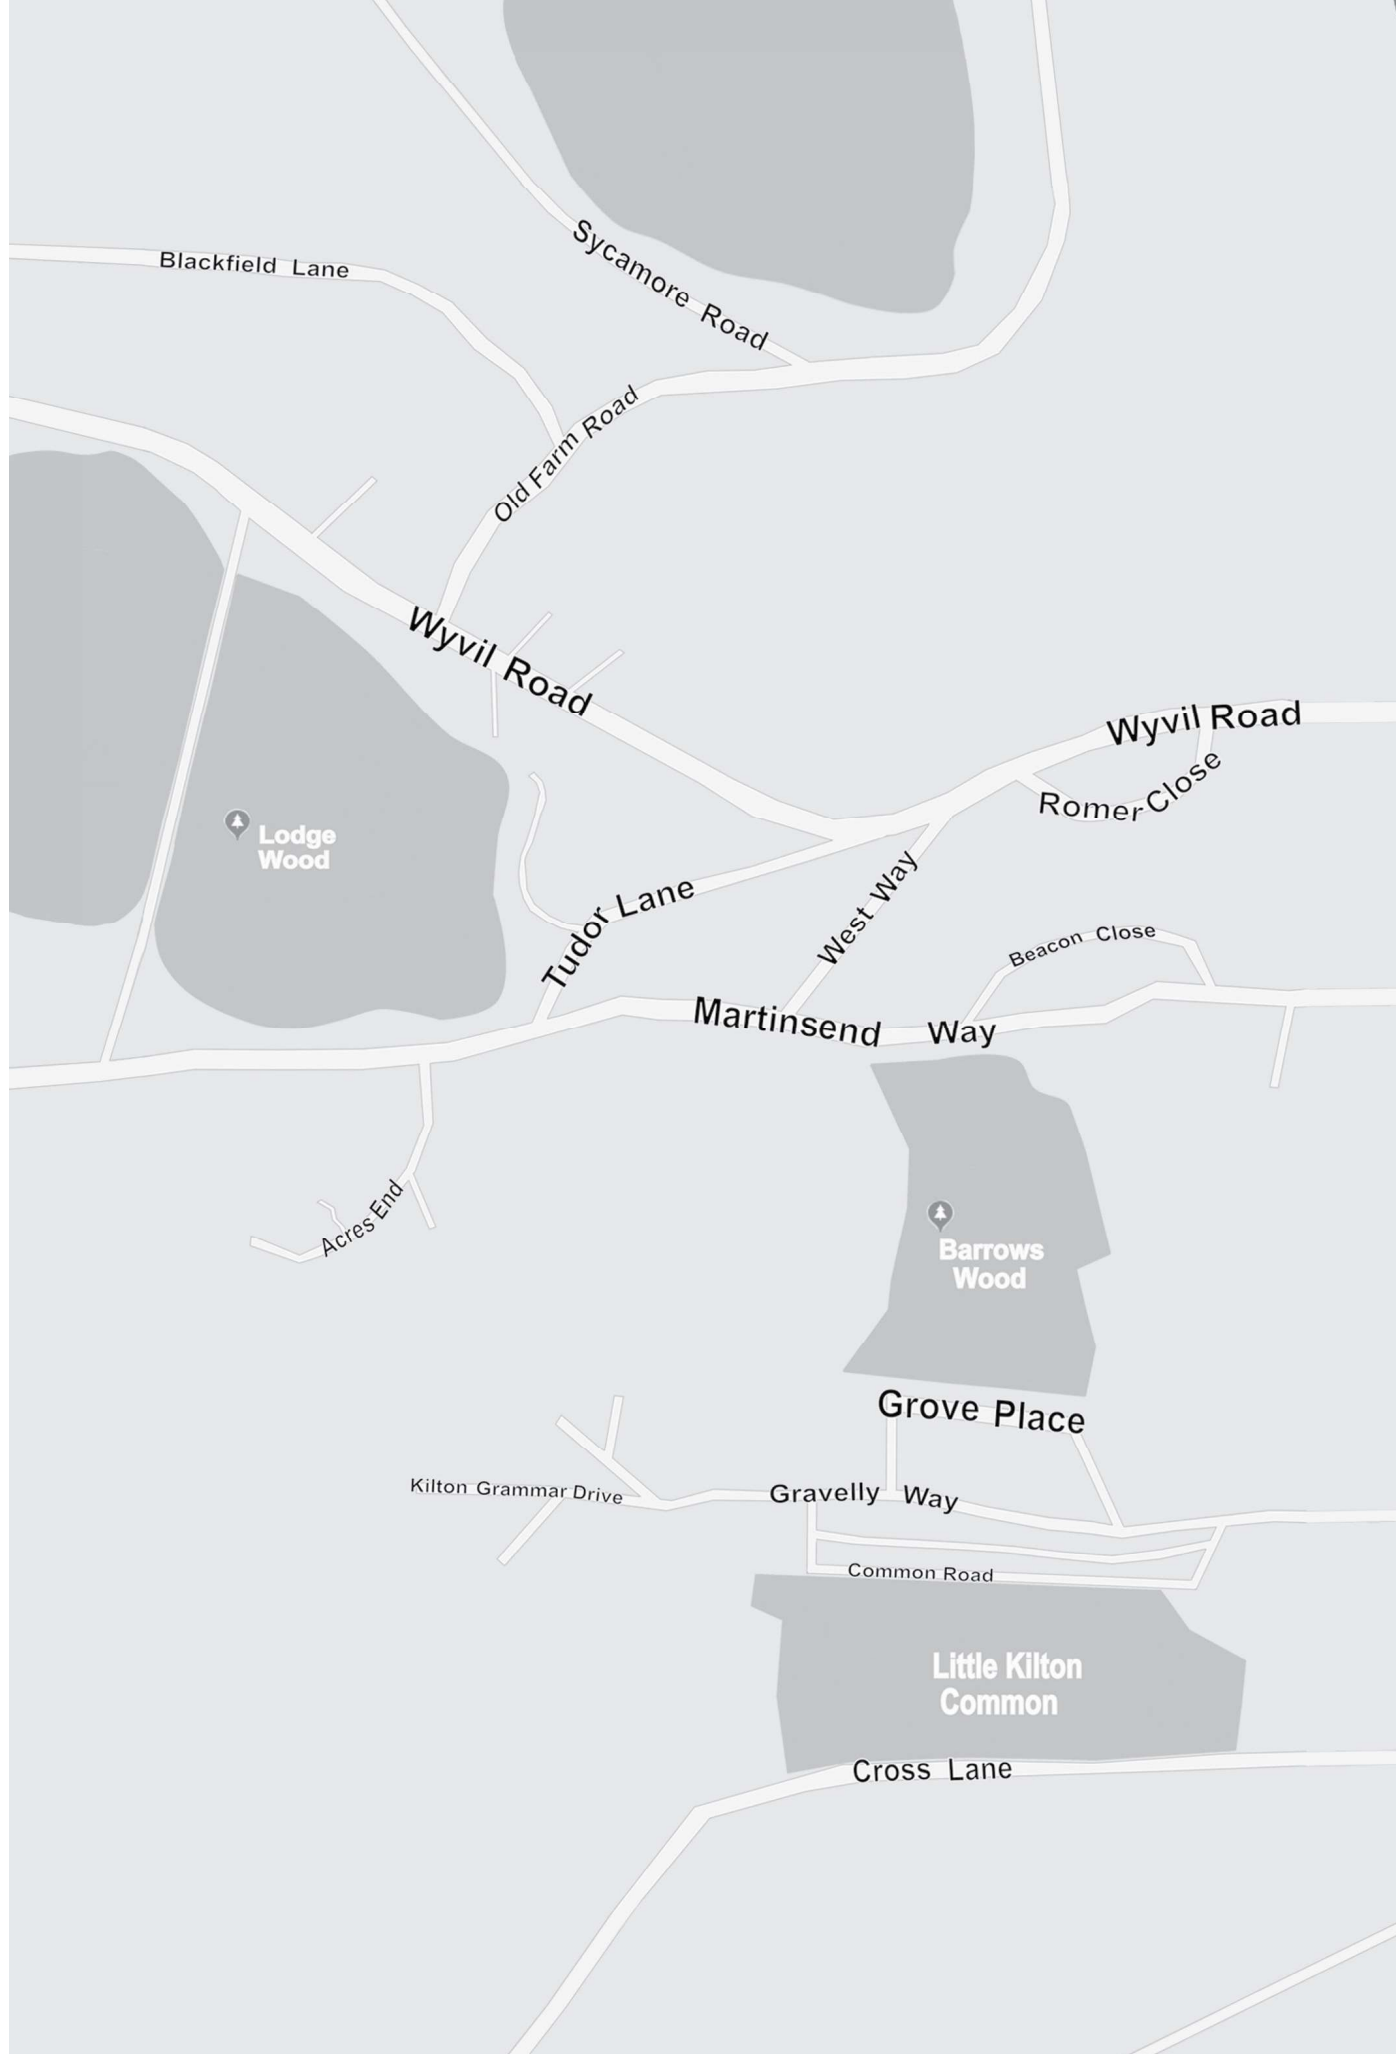 Sycamore Road
Blackfield Lane
Old Farm Road
Wyvil Road
Wyvil Road
Romer Close
Lodge
Wood
Tudor Lane
West Way
Beacon Close
Martinsend Way
Acres End
Barrows
Wood
Grove Place
Kilton Grammar Drive
Gravelly Way
Common Road
Little Kilton
Common
Cross Lane